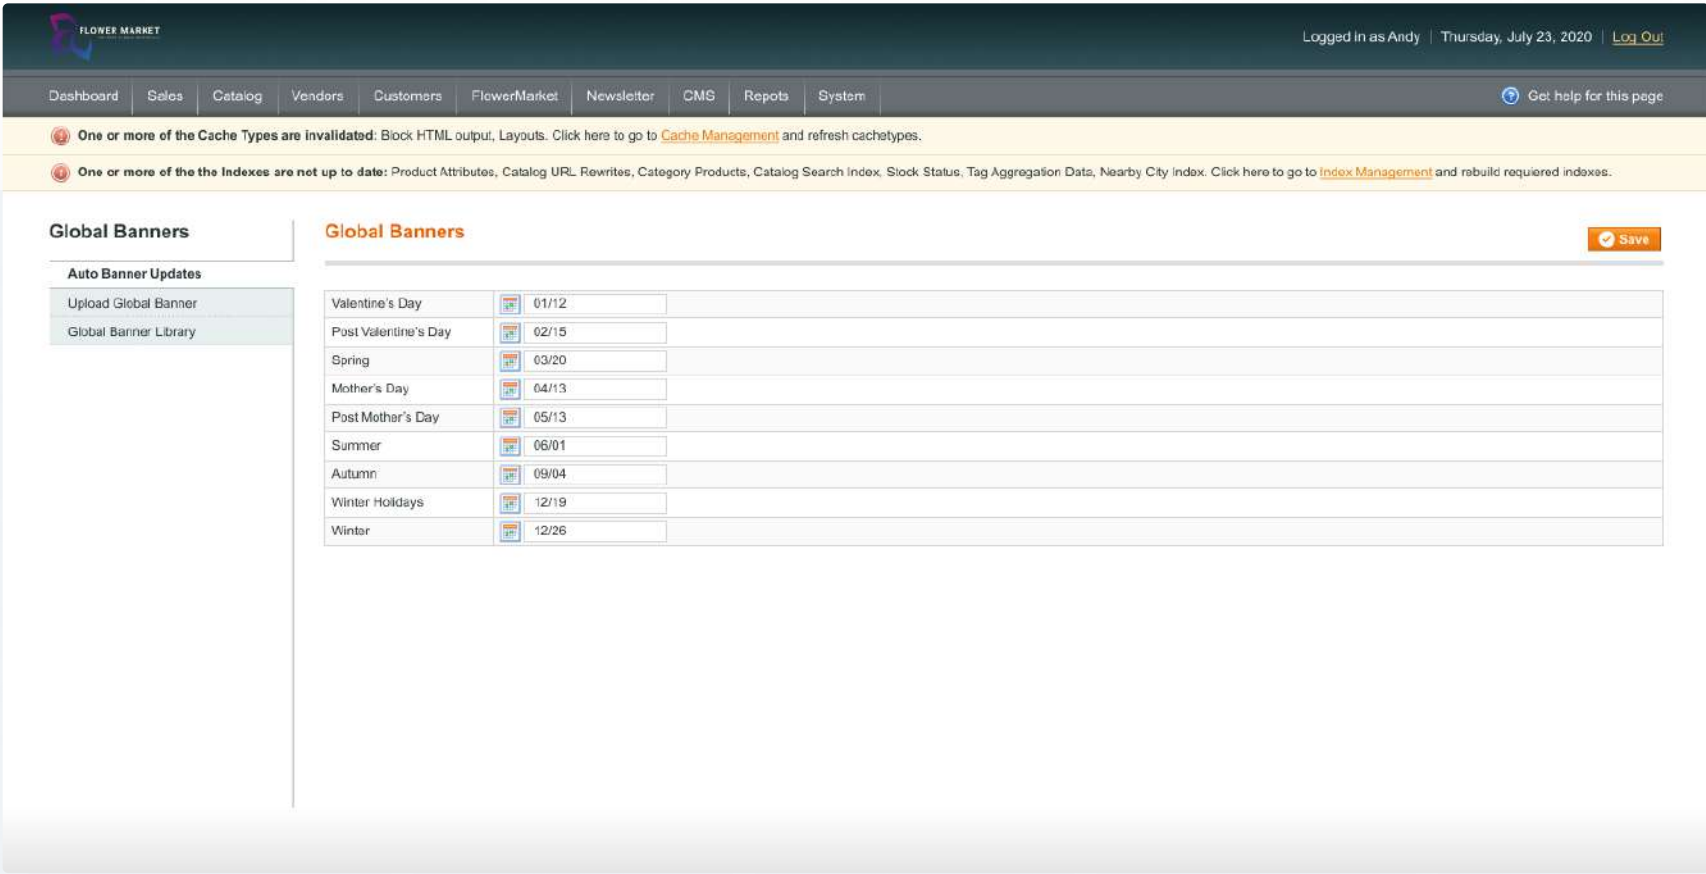 FLOWER MARKET
Logged in as Andy | Thursday, July 23, 2020 | Log Out
Dashboard Sales Catalog Vendors Customers FlowerMarket Newsletter CMS Repots System Get help for this page
One or more of the Cache Types are invalidated: Block HTML output, Layouts. Click here to go to Cache Management and refresh cachetypes.
One or more of the the Indexes are not up to date: Product Attributes, Catalog URL Rewrites, Category Products, Catalog Search Index, Stock Status, Tag Aggregation Data, Nearby City Index. Click here to go to Index Management and rebuild requiered indexes.
Global Banners
Auto Banner Updates
Upload Global Banner
Global Banner Library
Global Banners
Save
Valentine's Day 01/12
Post Valentine's Day 02/15
Spring 03/20
Mother's Day 04/13
Post Mother's Day 05/13
Summer 06/01
Autumn 09/04
Winter Holidays 12/19
Winter 12/26